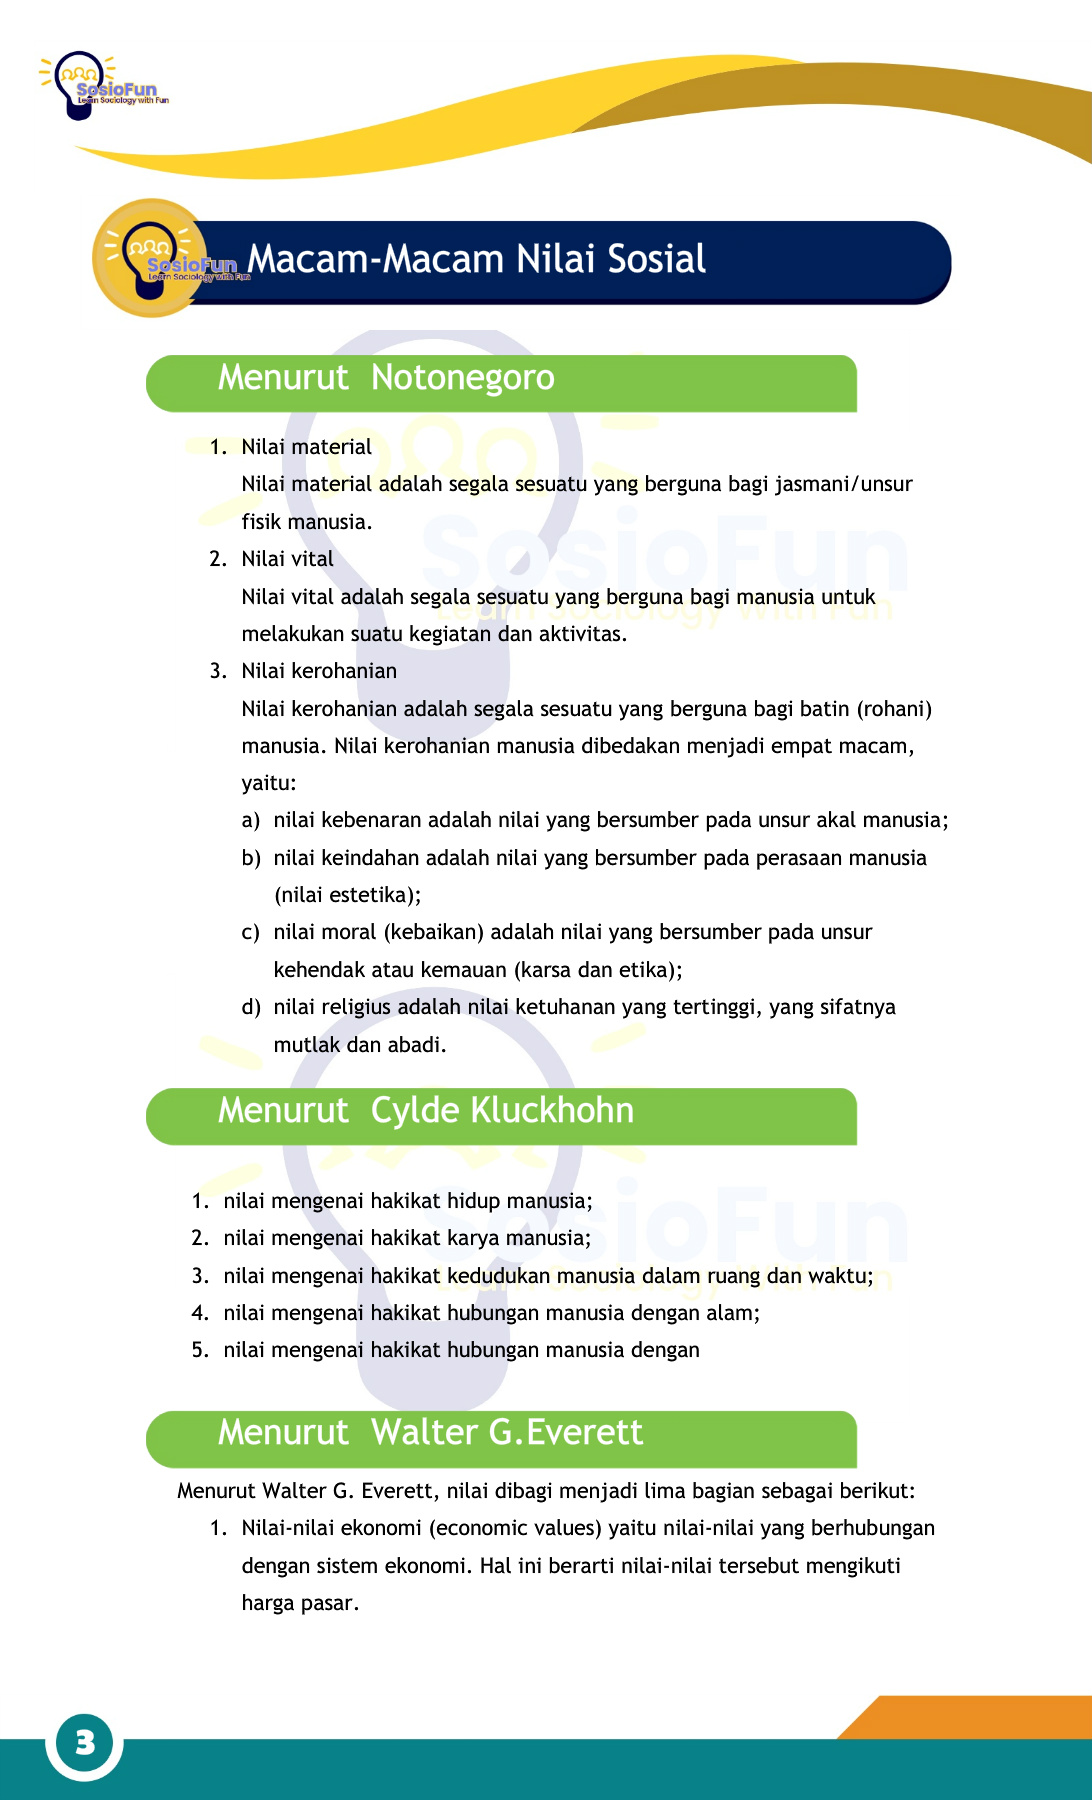 SosioFun
Learn Sociology with Fun
SosioFun
Learn Sociology with Fun
Macam-Macam Nilai Sosial
Menurut Notonegoro
1. Nilai material
Nilai material adalah segala sesuatu yang berguna bagi jasmani/unsur
fisik manusia.
2. Nilai vital
Nilai vital adalah segala sesuatu yang berguna bagi manusia untuk
melakukan suatu kegiatan dan aktivitas.
3. Nilai kerohanian
Nilai kerohanian adalah segala sesuatu yang berguna bagi batin (rohani)
manusia. Nilai kerohanian manusia dibedakan menjadi empat macam,
yaitu:
a) nilai kebenaran adalah nilai yang bersumber pada unsur akal manusia;
b) nilai keindahan adalah nilai yang bersumber pada perasaan manusia
(nilai estetika);
c) nilai moral (kebaikan) adalah nilai yang bersumber pada unsur
kehendak atau kemauan (karsa dan etika);
d) nilai religius adalah nilai ketuhanan yang tertinggi, yang sifatnya
mutlak dan abadi.
SosioFun
Learn Sociology With Fun
Menurut Cylde Kluckhohn
1. nilai mengenai hakikat hidup manusia;
2. nilai mengenai hakikat karya manusia;
3. nilai mengenai hakikat kedudukan manusia dalam ruang dan waktu;
4. nilai mengenai hakikat hubungan manusia dengan alam;
5. nilai mengenai hakikat hubungan manusia dengan
SosioFun
Learn Sociology With Fun
Menurut Walter G.Everett
Menurut Walter G. Everett, nilai dibagi menjadi lima bagian sebagai berikut:
1. Nilai-nilai ekonomi (economic values) yaitu nilai-nilai yang berhubungan
dengan sistem ekonomi. Hal ini berarti nilai-nilai tersebut mengikuti
harga pasar.
3